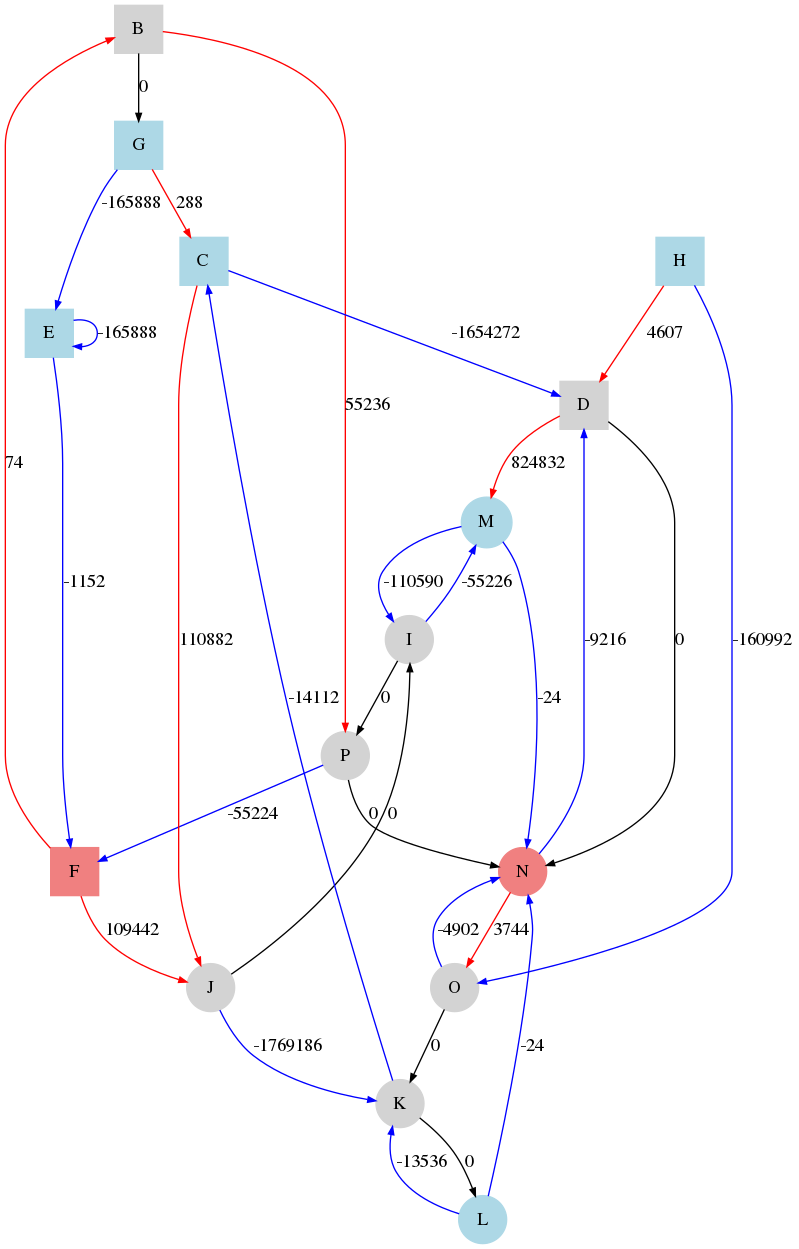 B
0
G
-165888
288
C
H
E
-165888
-1654272
4607
74
55236
D
824832
M
-1152
-110590
-55226
110882
I
-9216
0
-160992
0
-14112
-24
P
-55224
0
0
F
N
109442
-4902
3744
J
O
-1769186
0
-24
K
-13536
0
L